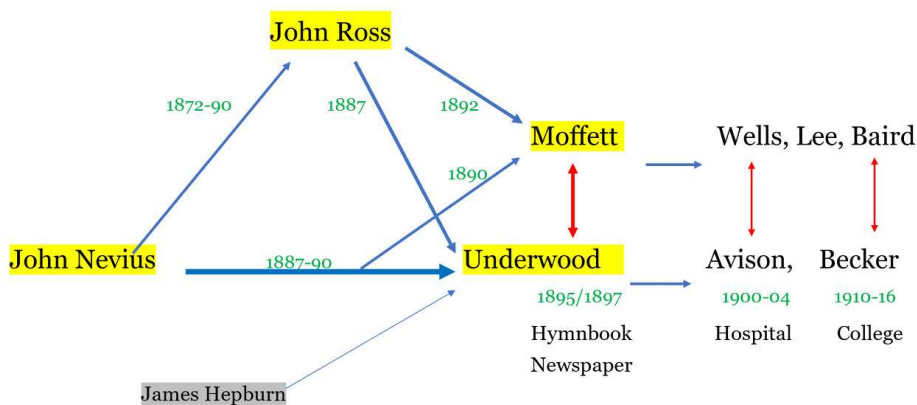 John Ross
1872-90
1887
1892
Moffett
Wells, Lee, Baird
1890
John Nevius
1887-90
Underwood
Avison, Becker
1895/1897
1900-04
1910-16
Hymnbook
Hospital
College
Newspaper
James Hepburn